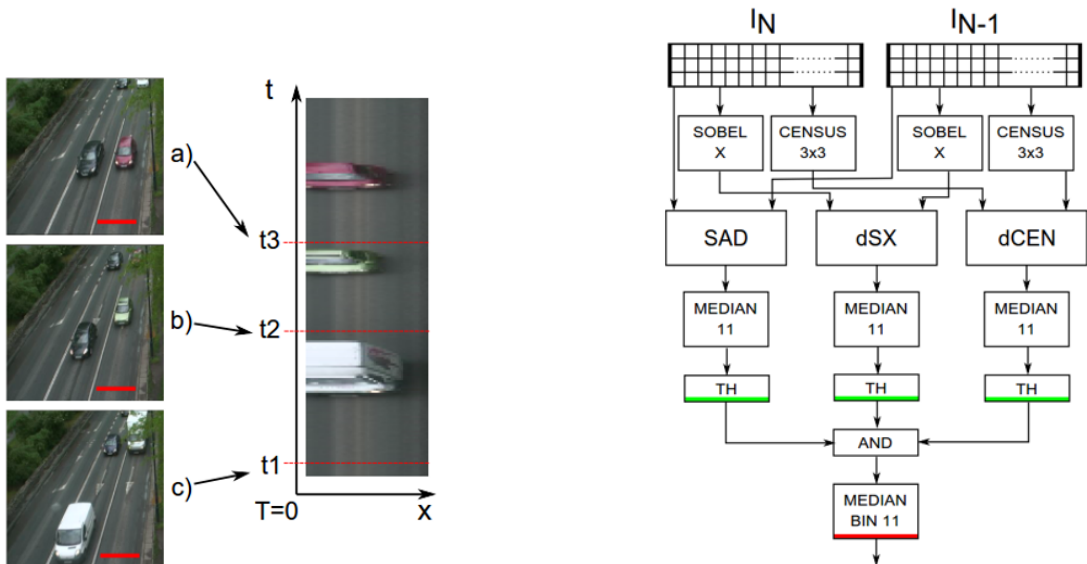 a)
b)
c)
t
t3
t2
t1
T=0
x
I_N
I_N-1
SOBEL
X
CENSUS
3x3
SOBEL
X
CENSUS
3x3
SAD
dSX
dCEN
MEDIAN
11
MEDIAN
11
MEDIAN
11
TH
TH
TH
AND
MEDIAN
BIN 11